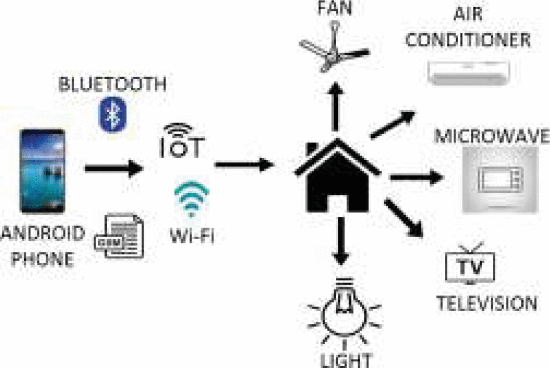 FAN
AIR
CONDITIONER
BLUETOOTH
IoT
MICROWAVE
ANDROID
PHONE
GSM
Wi-Fi
TV
TELEVISION
LIGHT